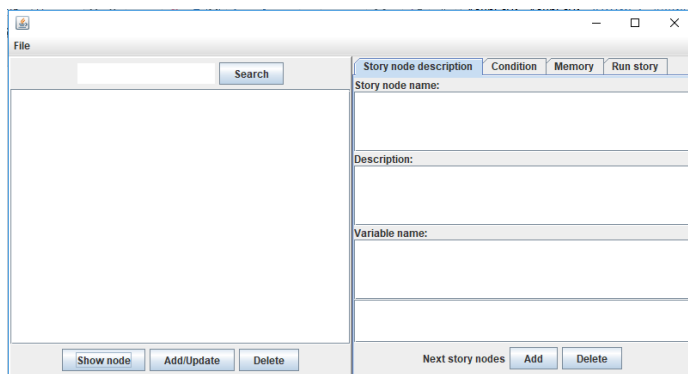 File
Search
Story node description Condition Memory Run story
Story node name:
Description:
Variable name:
Show node Add/Update Delete
Next story nodes Add Delete